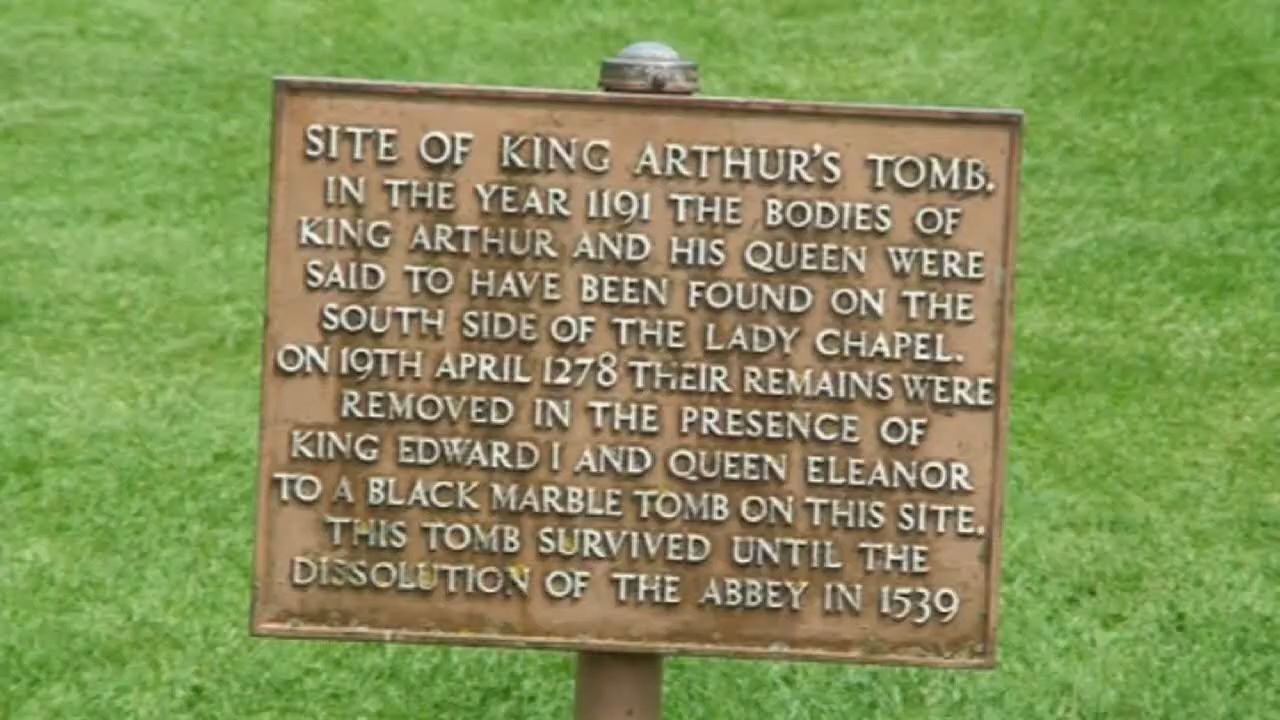 SITE OF KING ARTHUR'S TOMB.
IN THE YEAR 1191 THE BODIES OF
KING ARTHUR AND HIS QUEEN WERE
SAID TO HAVE BEEN FOUND ON THE
SOUTH SIDE OF THE LADY CHAPEL.
ON 19TH APRIL 1278 THEIR REMAINS WERE
REMOVED IN THE PRESENCE OF
KING EDWARD I AND QUEEN ELEANOR
TO A BLACK MARBLE TOMB ON THIS SITE.
THIS TOMB SURVIVED UNTIL THE
DISSOLUTION OF THE ABBEY IN 1539